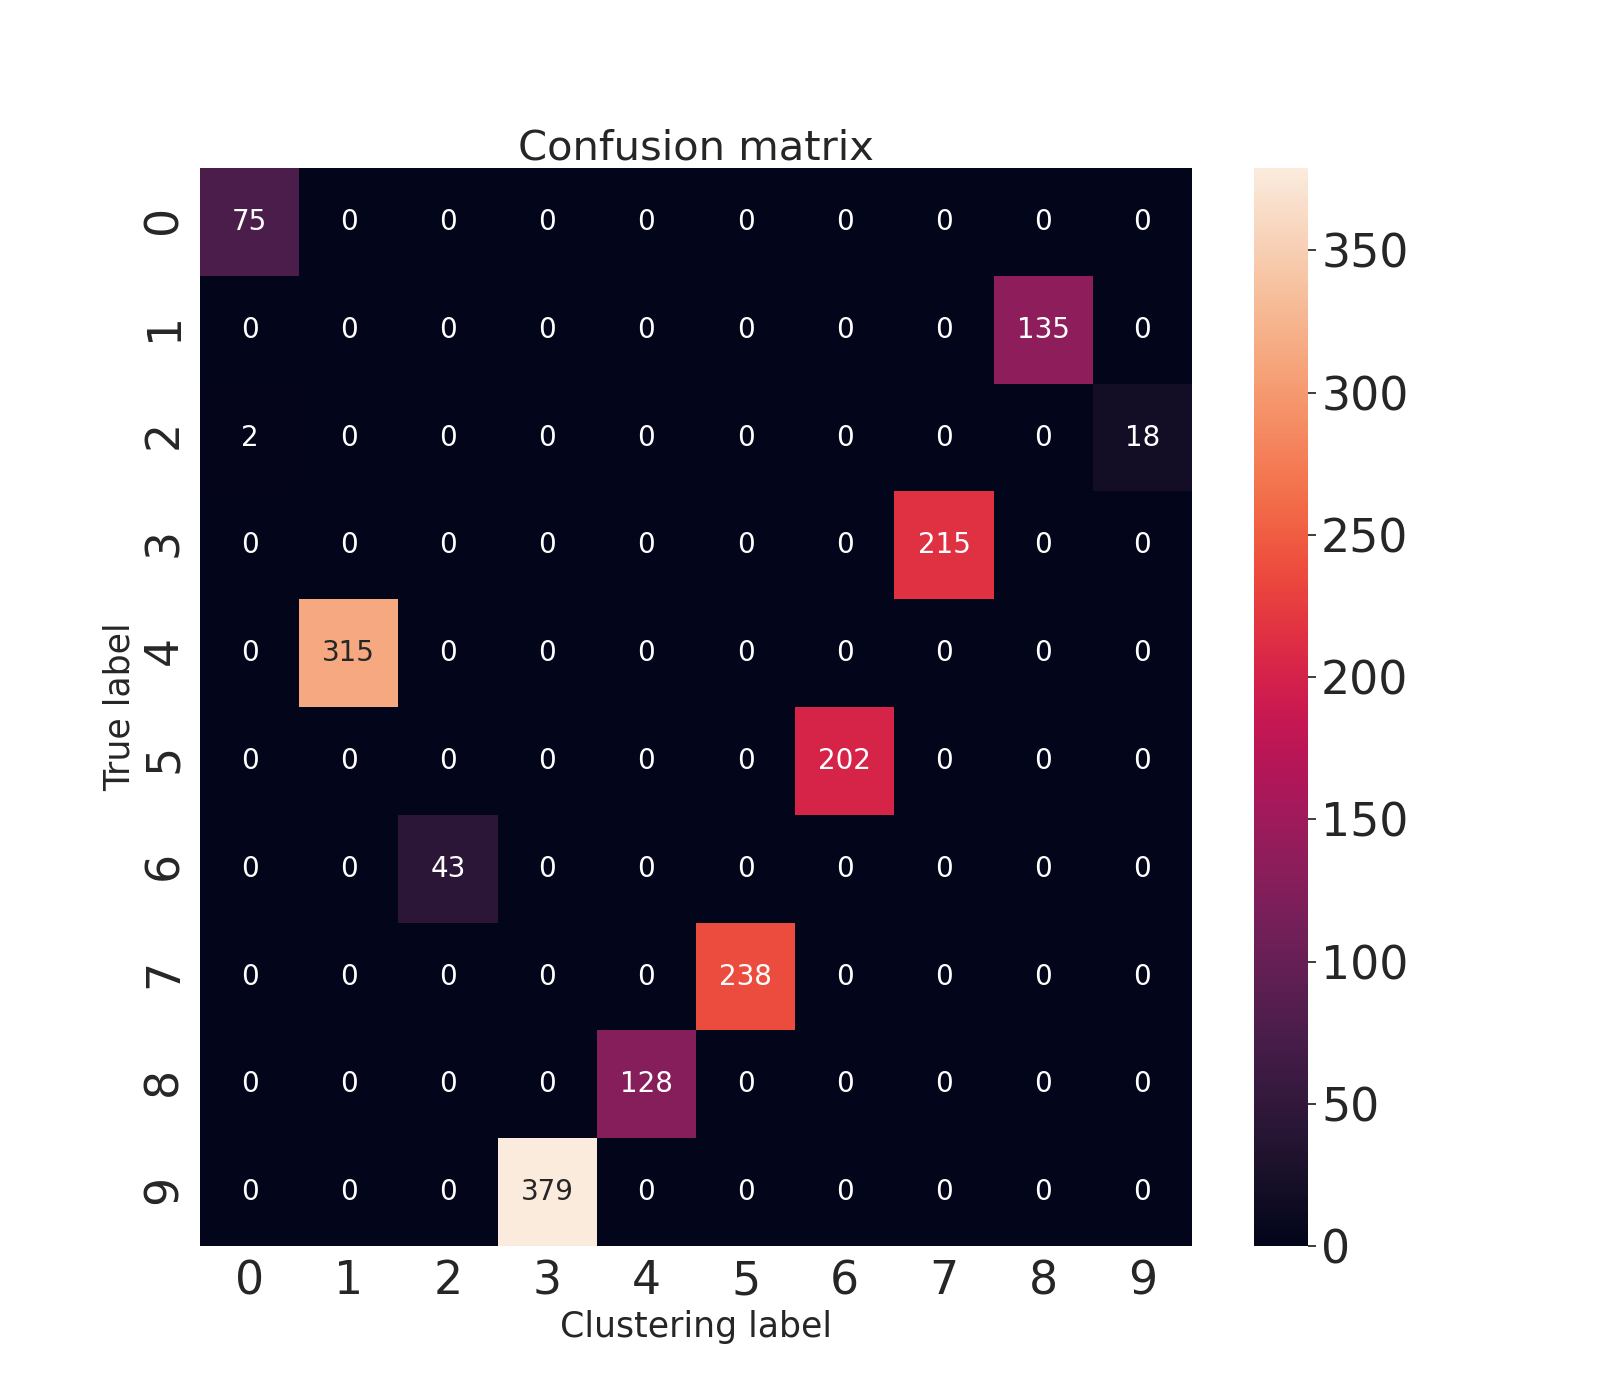 Confusion matrix
0 75 0 0 0 0 0 0 0 0 0
1 0 0 0 0 0 0 0 0 135 0
2 2 0 0 0 0 0 0 0 0 18
3 0 0 0 0 0 0 0 215 0 0
4 0 315 0 0 0 0 0 0 0 0
5 0 0 0 0 0 0 202 0 0 0
6 0 0 43 0 0 0 0 0 0 0
7 0 0 0 0 0 238 0 0 0 0
8 0 0 0 0 128 0 0 0 0 0
9 0 0 0 379 0 0 0 0 0 0
True label
0 1 2 3 4 5 6 7 8 9
Clustering label
350
300
250
200
150
100
50
0